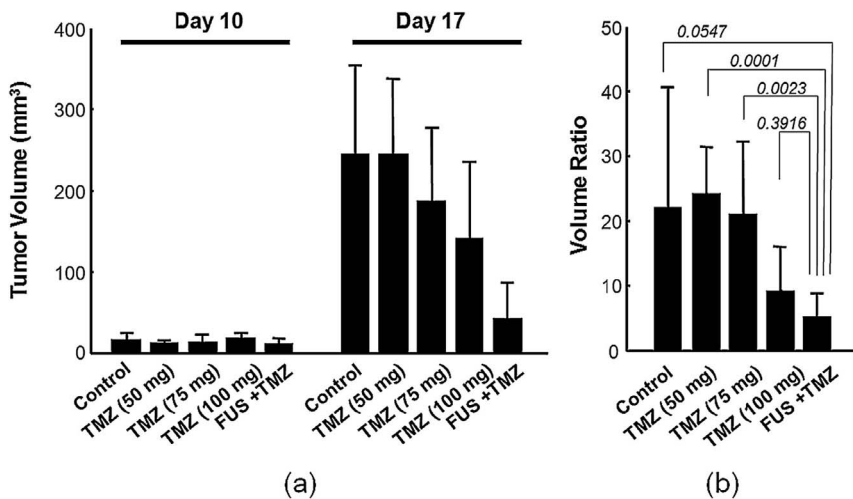 Day 10
Day 17
Tumor Volume (mm³)
400
300
200
100
0
Control
TMZ (50 mg)
TMZ (75 mg)
TMZ (100 mg)
FUS +TMZ
Control
TMZ (50 mg)
TMZ (75 mg)
TMZ (100 mg)
FUS +TMZ
(a)
Volume Ratio
50
40
30
20
10
0
0.0547
0.0001
0.0023
0.3916
Control
TMZ (50 mg)
TMZ (75 mg)
TMZ (100 mg)
FUS +TMZ
(b)